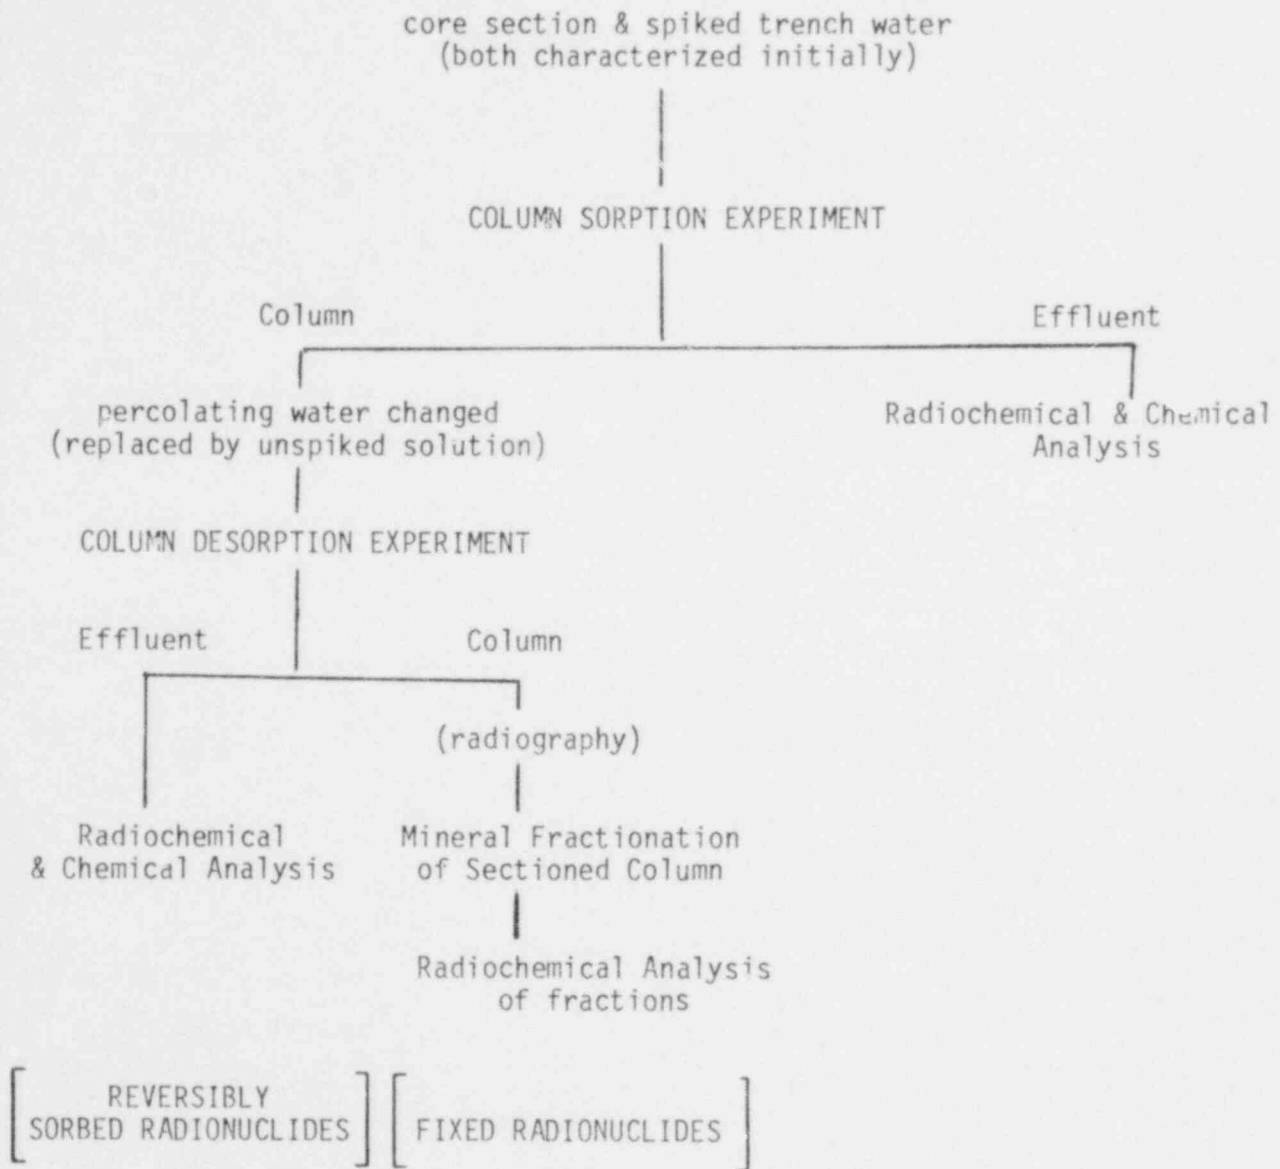 core section & spiked trench water
(both characterized initially)
COLUMN SORPTION EXPERIMENT
Column
Effluent
percolating water changed
(replaced by unspiked solution)
Radiochemical & Chemical
Analysis
COLUMN DESORPTION EXPERIMENT
Effluent
Column
(radiography)
Radiochemical
& Chemical Analysis
Mineral Fractionation
of Sectioned Column
Radiochemical Analysis
of fractions
REVERSIBLY
SORBED RADIONUCLIDES
FIXED RADIONUCLIDES